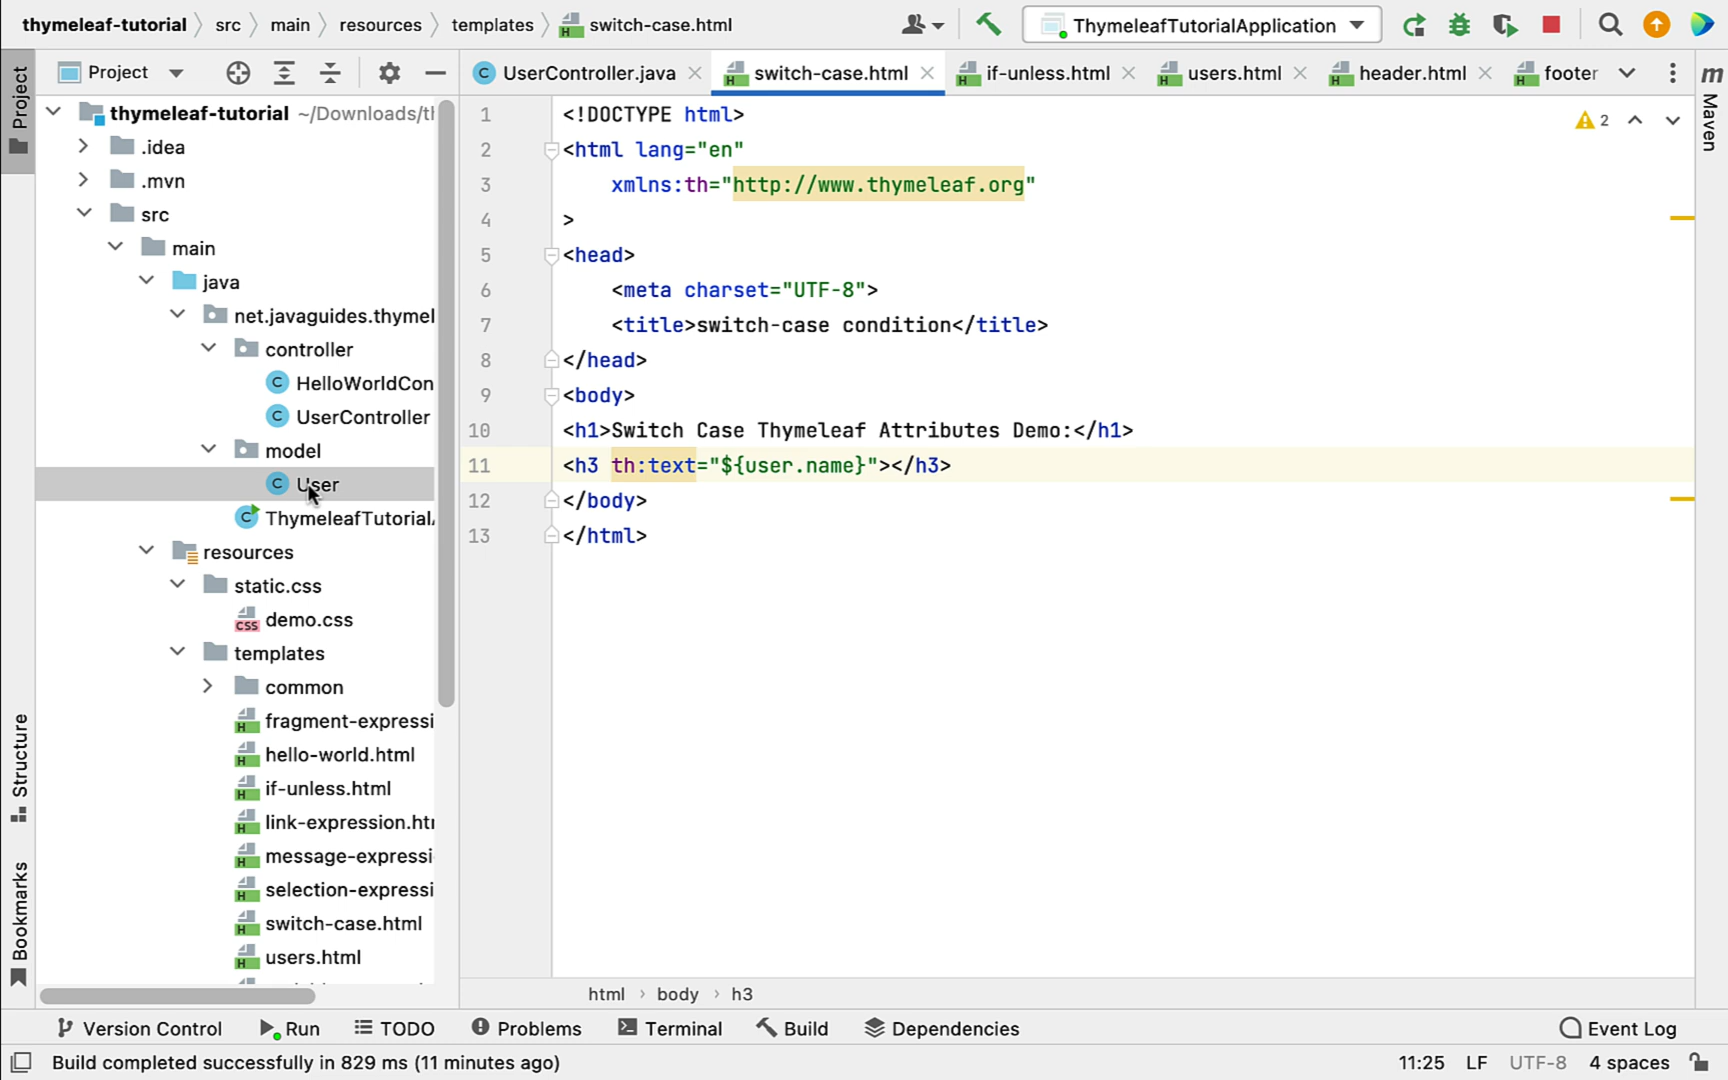 thymeleaf-tutorial src main resources templates switch-case.html ThymeleafTutorialApplication
Project UserController.java switch-case.html if-unless.html users.html header.html footer
Project
Structure
Bookmarks
m Maven
thymeleaf-tutorial ~/Downloads/th
.idea
.mvn
src
main
java
net.javaguides.thymel
controller
C HelloWorldCon
C UserController
model
C User
C ThymeleafTutorial
resources
static.css
CSS demo.css
templates
common
H fragment-expressi
H hello-world.html
H if-unless.html
H link-expression.htm
H message-expressi
H selection-expressi
H switch-case.html
H users.html
1 <!DOCTYPE html>
2 <html lang="en"
3 xmlns:th="http://www.thymeleaf.org"
4 >
5 <head>
6 <meta charset="UTF-8">
7 <title>switch-case condition</title>
8 </head>
9 <body>
10 <h1>Switch Case Thymeleaf Attributes Demo:</h1>
11 <h3 th:text="${user.name}"></h3>
12 </body>
13 </html>
2
html › body › h3
Version Control Run TODO Problems Terminal Build Dependencies Event Log
Build completed successfully in 829 ms (11 minutes ago) 11:25 LF UTF-8 4 spaces